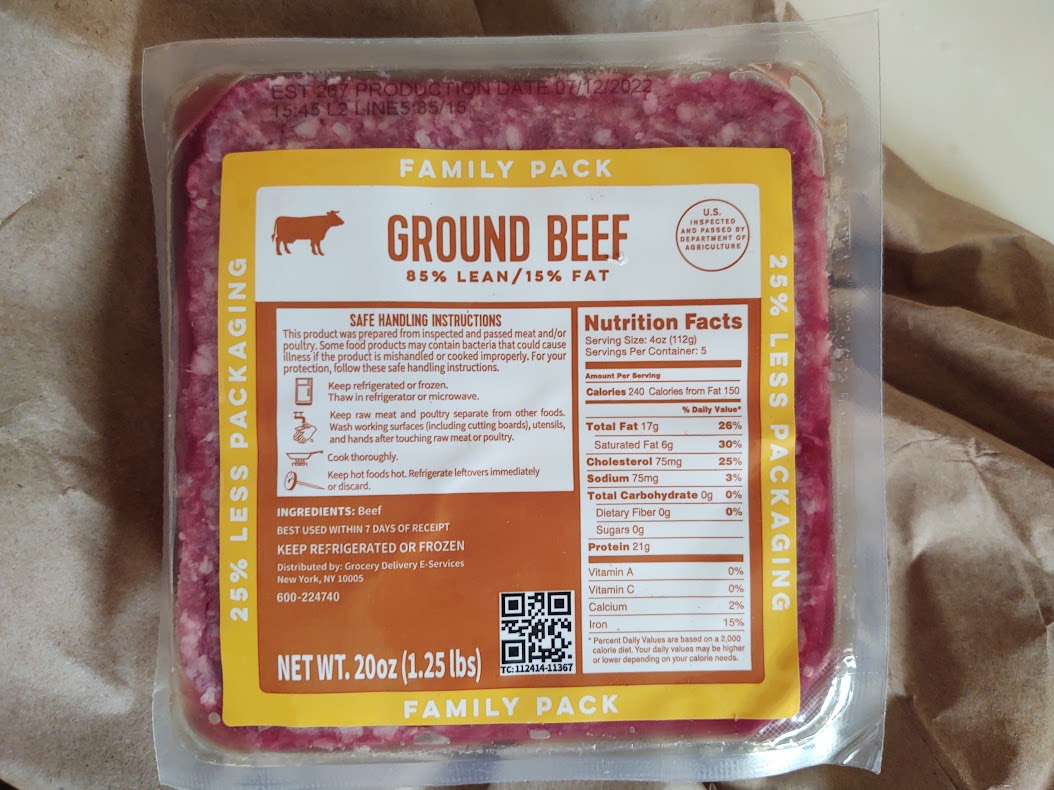 EST 267 PRODUCTION DATE 07/12/2022
15:45 L2 LINE5 85/15
FAMILY PACK
GROUND BEEF
85% LEAN/15% FAT
U.S.
INSPECTED
AND PASSED BY
DEPARTMENT OF
AGRICULTURE
25% LESS PACKAGING
SAFE HANDLING INSTRUCTIONS
This product was prepared from inspected and passed meat and/or
poultry. Some food products may contain bacteria that could cause
illness if the product is mishandled or cooked improperly. For your
protection, follow these safe handling instructions.
Keep refrigerated or frozen.
Thaw in refrigerator or microwave.
Keep raw meat and poultry separate from other foods.
Wash working surfaces (including cutting boards), utensils,
and hands after touching raw meat or poultry.
Cook thoroughly.
Keep hot foods hot. Refrigerate leftovers immediately
or discard.
INGREDIENTS: Beef
BEST USED WITHIN 7 DAYS OF RECEIPT
KEEP REFRIGERATED OR FROZEN
Distributed by: Grocery Delivery E-Services
New York, NY 10005
600-224740
NET WT. 20oz (1.25 lbs)
TC:112414-11367
Nutrition Facts
Serving Size: 4oz (112g)
Servings Per Container: 5
Amount Per Serving
Calories 240 Calories from Fat 150
% Daily Value*
Total Fat 17g 26%
Saturated Fat 6g 30%
Cholesterol 75mg 25%
Sodium 75mg 3%
Total Carbohydrate 0g 0%
Dietary Fiber 0g 0%
Sugars 0g
Protein 21g
Vitamin A 0%
Vitamin C 0%
Calcium 2%
Iron 15%
* Percent Daily Values are based on a 2,000
calorie diet. Your daily values may be higher
or lower depending on your calorie needs.
25% LESS PACKAGING
FAMILY PACK